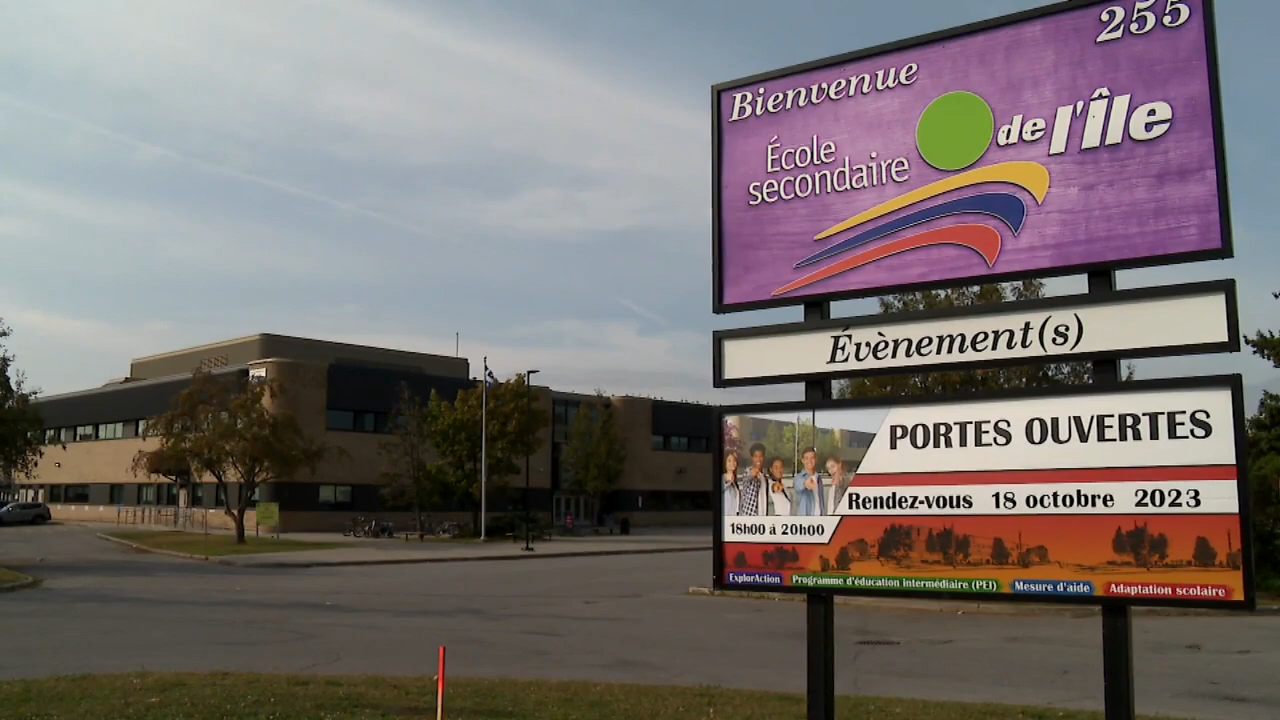 255
Bienvenue
École
secondaire
de l'Île
Évènement(s)
PORTES OUVERTES
Rendez-vous 18 octobre 2023
18h00 à 20h00
ExplorAction Programme d'éducation intermédiaire (PEI) Mesure d'aide Adaptation scolaire